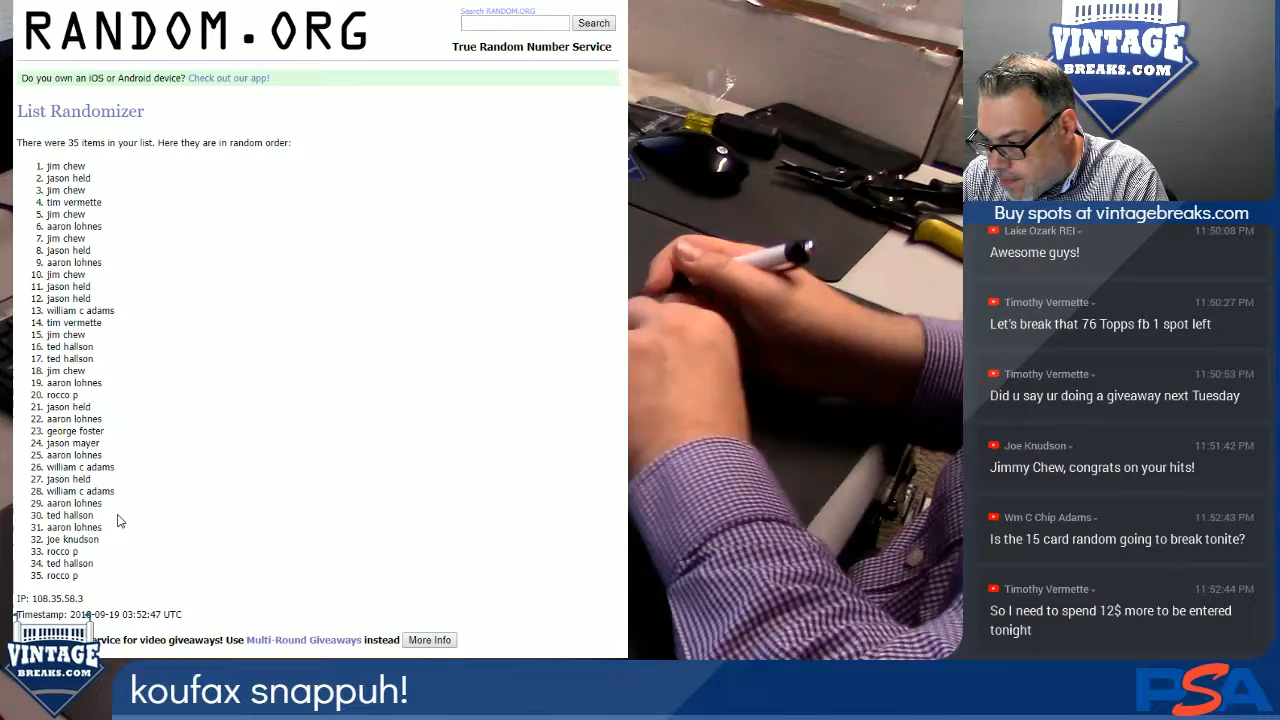 RANDOM.ORG
Search RANDOM.ORG
Search
True Random Number Service
Do you own an iOS or Android device? Check out our app!
List Randomizer
There were 35 items in your list. Here they are in random order:
1. jim chew
2. jason held
3. jim chew
4. tim vermette
5. jim chew
6. aaron lohnes
7. jim chew
8. jason held
9. aaron lohnes
10. jim chew
11. jason held
12. jason held
13. william c adams
14. tim vermette
15. jim chew
16. ted hallson
17. ted hallson
18. jim chew
19. aaron lohnes
20. rocco p
21. jason held
22. aaron lohnes
23. george foster
24. jason mayer
25. aaron lohnes
26. william c adams
27. jason held
28. william c adams
29. aaron lohnes
30. ted hallson
31. aaron lohnes
32. joe knudson
33. rocco p
34. ted hallson
35. rocco p
IP: 108.35.58.3
Timestamp: 2018-09-19 03:52:47 UTC
service for video giveaways! Use Multi-Round Giveaways instead More Info
VINTAGE
BREAKS.COM
koufax snappuh!
VINTAGE
BREAKS.COM
Buy spots at vintagebreaks.com
Lake Ozark REI 11:50:08 PM
Awesome guys!
Timothy Vermette 11:50:27 PM
Let's break that 76 Topps fb 1 spot left
Timothy Vermette 11:50:53 PM
Did u say ur doing a giveaway next Tuesday
Joe Knudson 11:51:42 PM
Jimmy Chew, congrats on your hits!
Wm C Chip Adams 11:52:43 PM
Is the 15 card random going to break tonite?
Timothy Vermette 11:52:44 PM
So I need to spend 12$ more to be entered
tonight
PSA